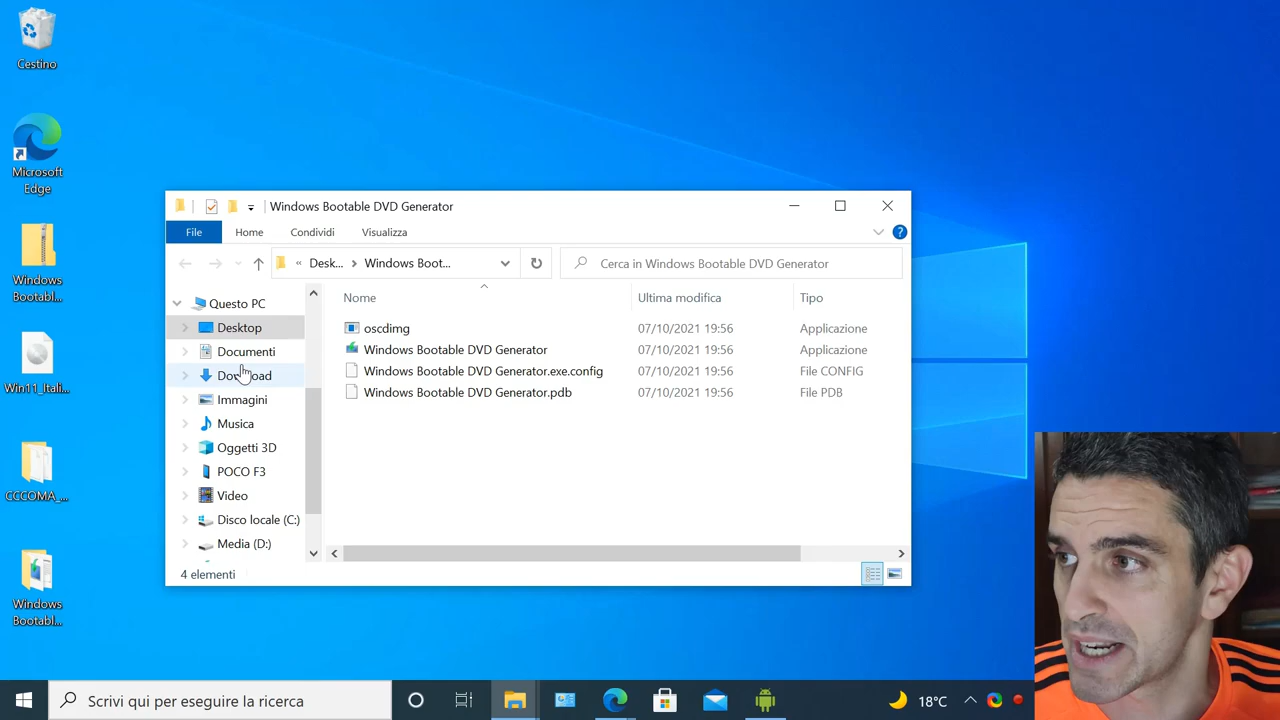 Cestino
Microsoft
Edge
Windows
Bootabl...
Win11_Itali...
CCCOMA_...
Windows
Bootabl...
Windows Bootable DVD Generator
File Home Condividi Visualizza
« Desk... > Windows Boot...
Cerca in Windows Bootable DVD Generator
Questo PC
Desktop
Documenti
Download
Immagini
Musica
Oggetti 3D
POCO F3
Video
Disco locale (C:)
Media (D:)
Nome Ultima modifica Tipo
oscdimg 07/10/2021 19:56 Applicazione
Windows Bootable DVD Generator 07/10/2021 19:56 Applicazione
Windows Bootable DVD Generator.exe.config 07/10/2021 19:56 File CONFIG
Windows Bootable DVD Generator.pdb 07/10/2021 19:56 File PDB
4 elementi
Scrivi qui per eseguire la ricerca
18°C